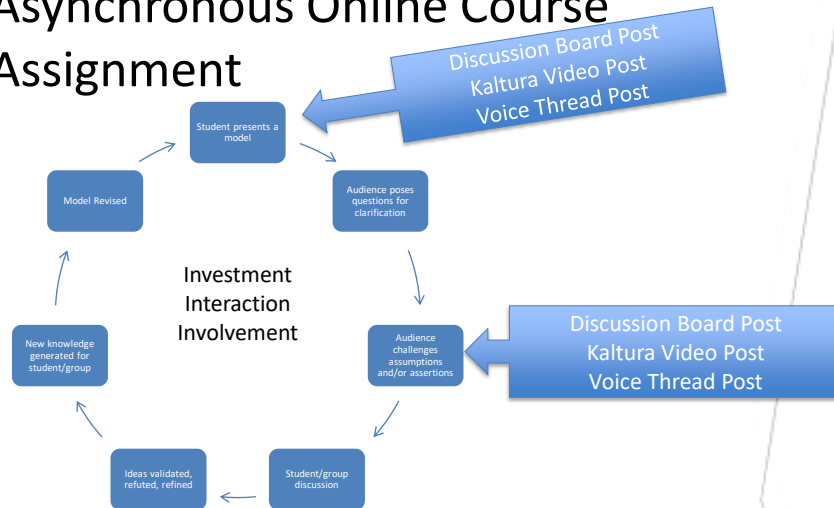 Asynchronous Online Course
Assignment
Discussion Board Post
Kaltura Video Post
Voice Thread Post
Student presents a
model
Audience poses
questions for
clarification
Audience
challenges
assumptions
and/or assertions
Discussion Board Post
Kaltura Video Post
Voice Thread Post
Student/group
discussion
Ideas validated,
refuted, refined
New knowledge
generated for
student/group
Model Revised
Investment
Interaction
Involvement